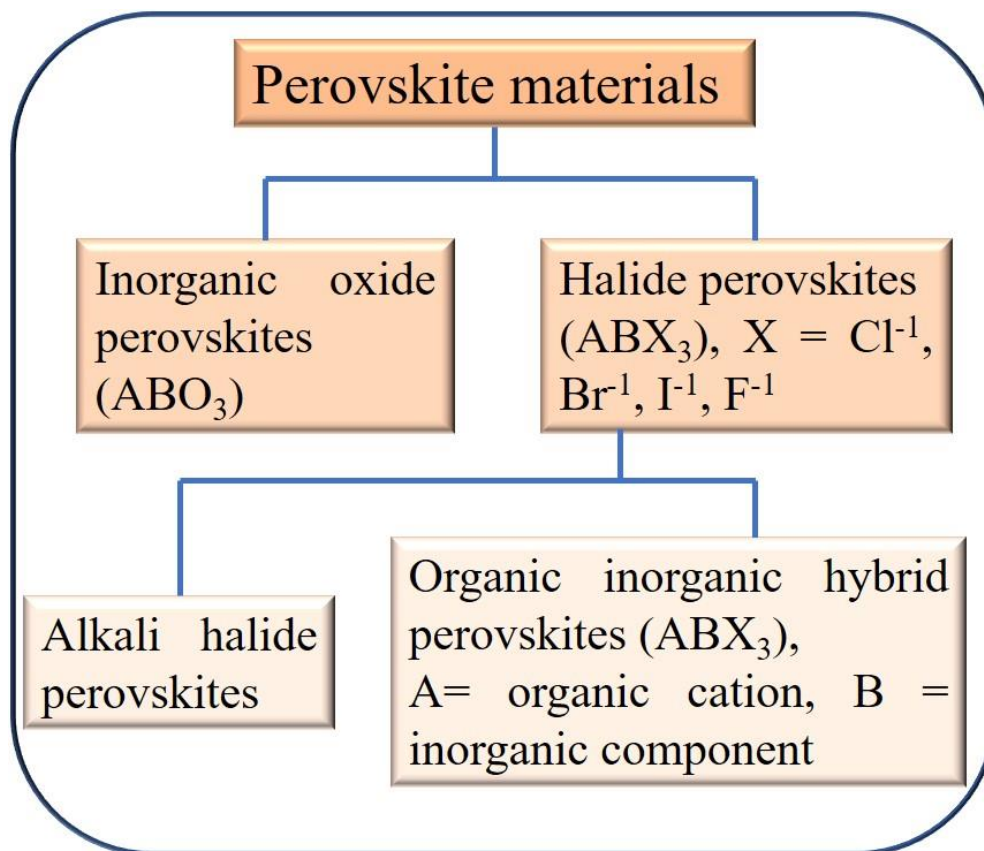 Perovskite materials
Inorganic oxide
perovskites
(ABO₃)
Halide perovskites
(ABX₃), X = Cl⁻¹,
Br⁻¹, I⁻¹, F⁻¹
Alkali halide
perovskites
Organic inorganic hybrid
perovskites (ABX₃),
A= organic cation, B =
inorganic component